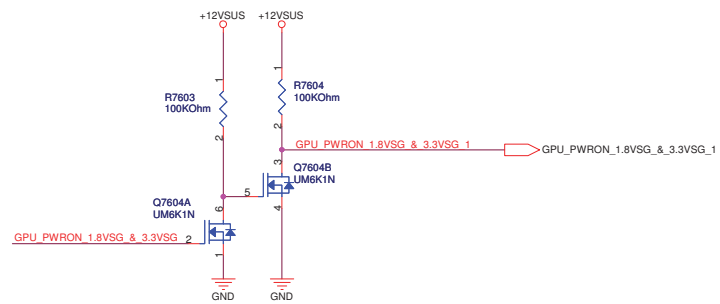 +12VSUS
+12VSUS
1
1
R7603
100KOhm
R7604
100KOhm
2
2
GPU_PWRON_1.8VSG_&_3.3VSG_1
GPU_PWRON_1.8VSG_&_3.3VSG_1
3
Q7604B
UM6K1N
5
4
Q7604A
UM6K1N
6
GPU_PWRON_1.8VSG_&_3.3VSG
2
1
GND
GND